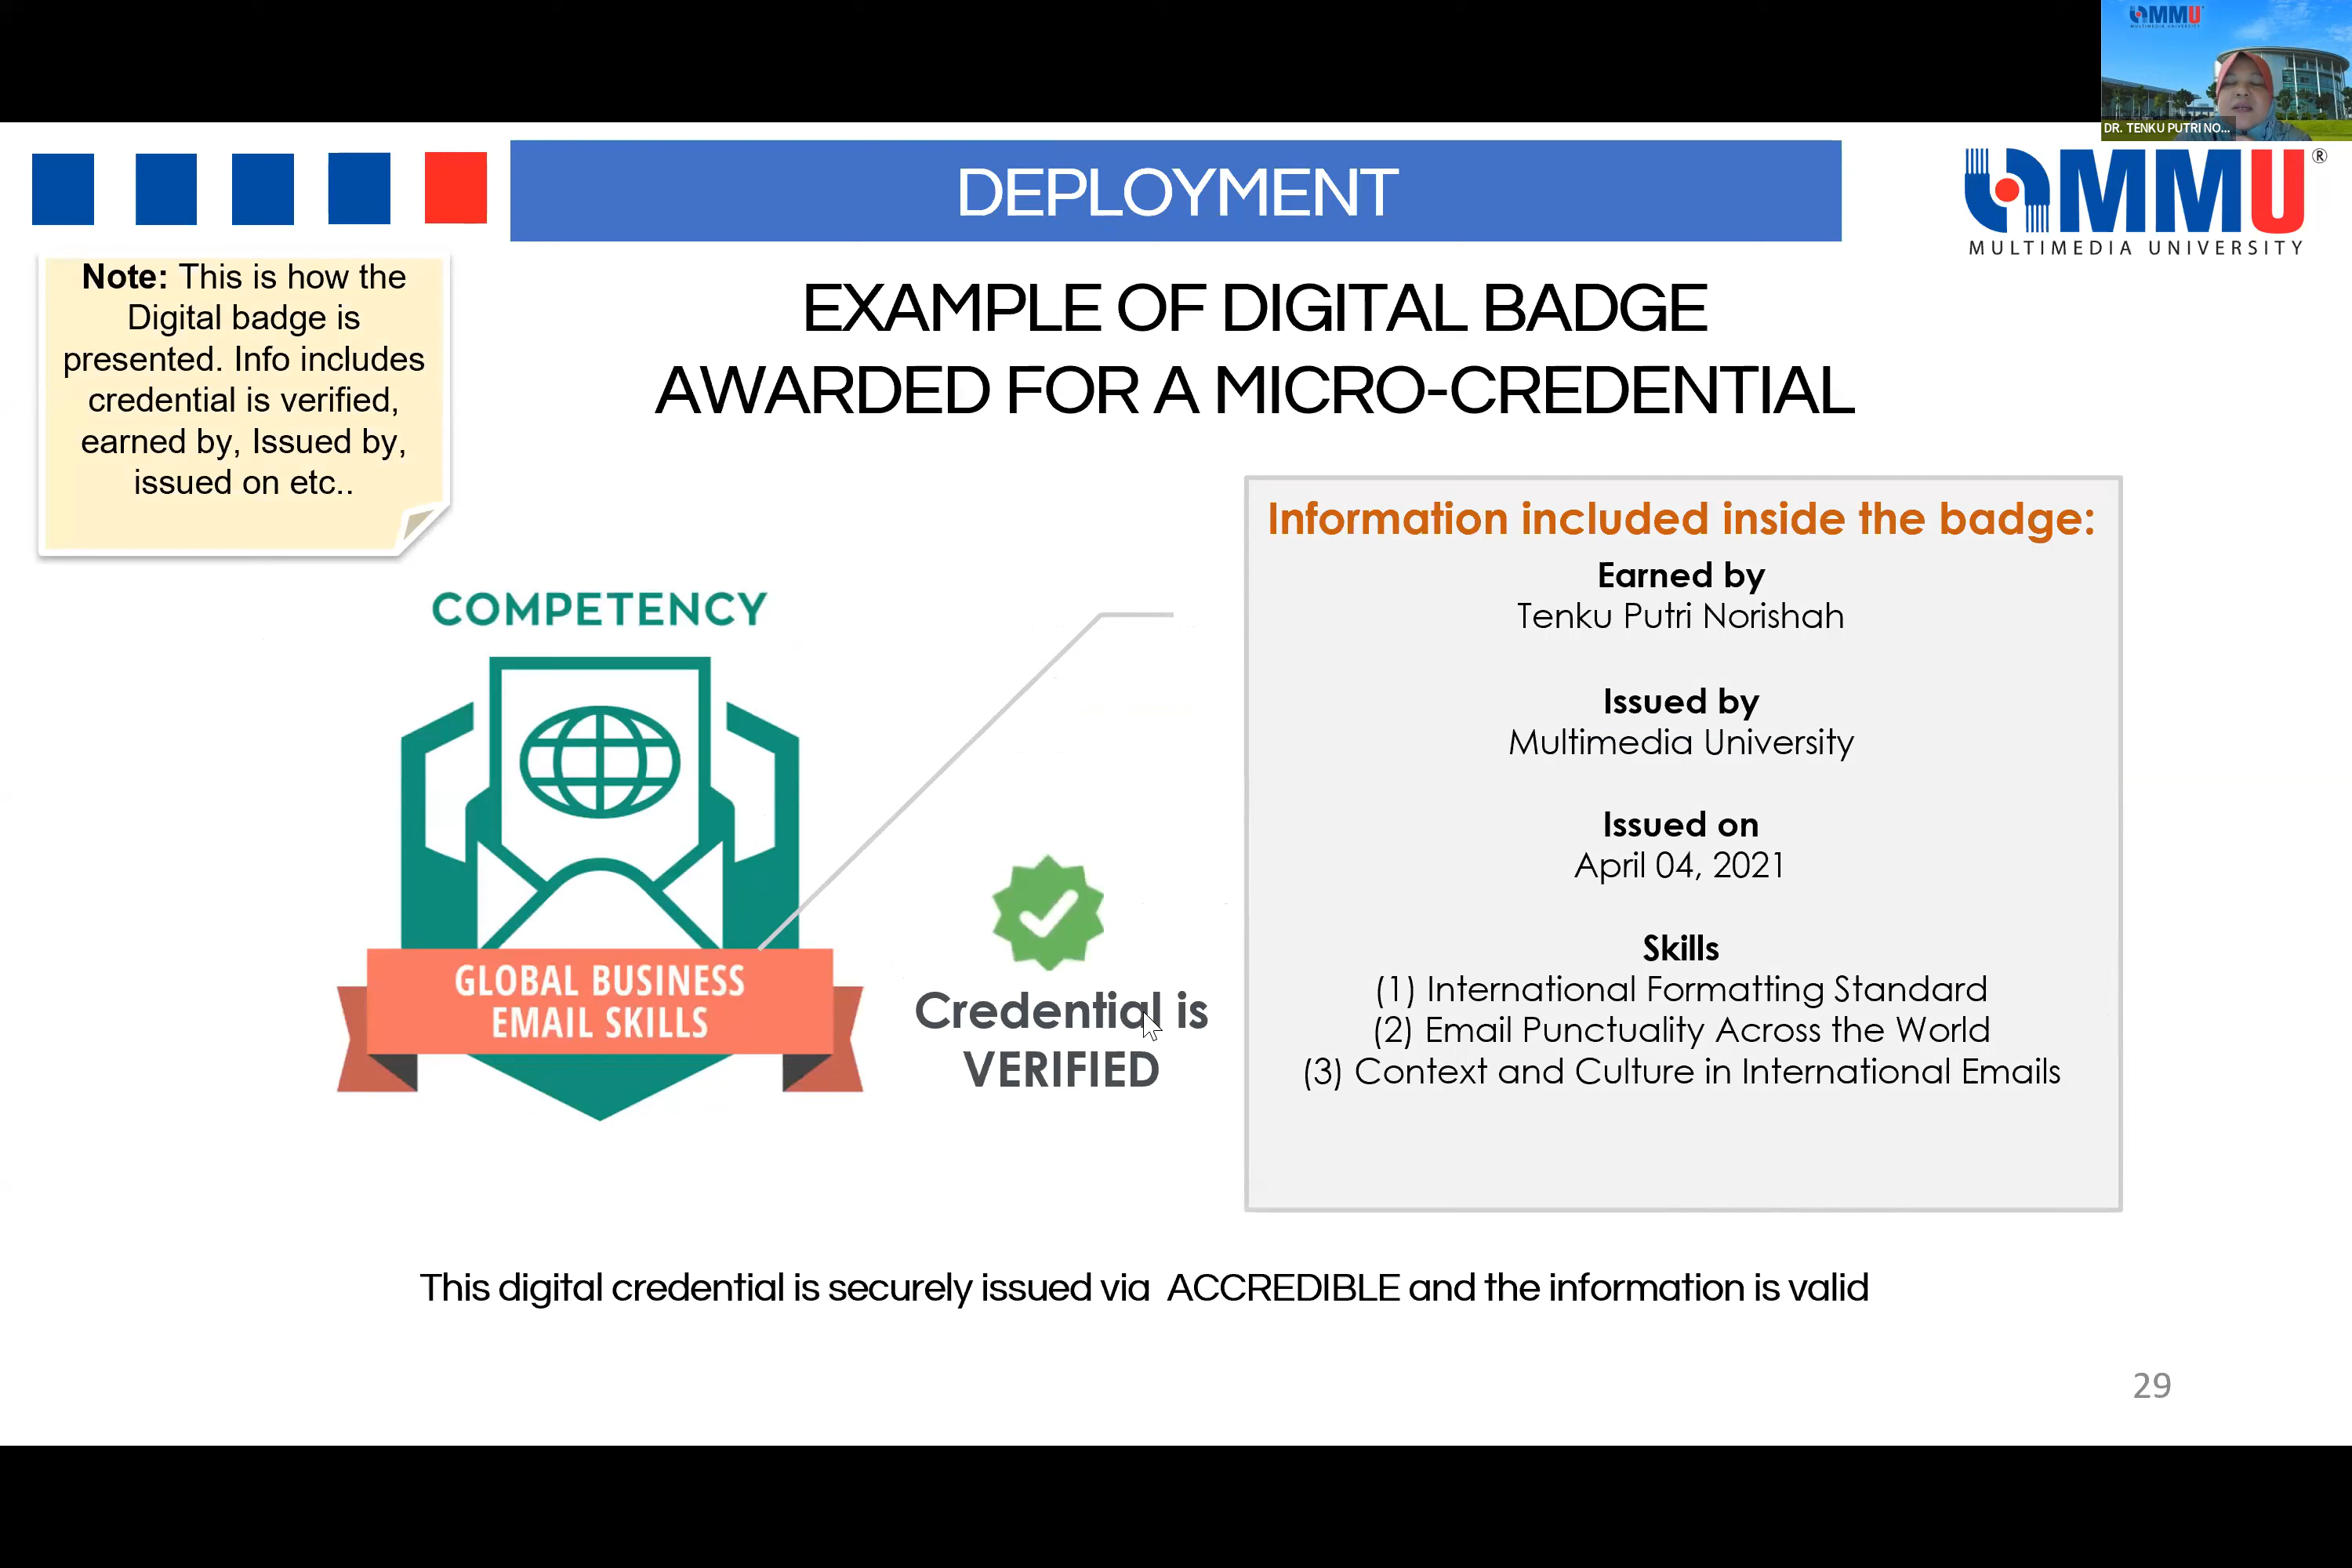 MMU
DR. TENKU PUTRI NO...
DEPLOYMENT
MMU®
MULTIMEDIA UNIVERSITY
Note: This is how the
Digital badge is
presented. Info includes
credential is verified,
earned by, Issued by,
issued on etc..
EXAMPLE OF DIGITAL BADGE
AWARDED FOR A MICRO-CREDENTIAL
COMPETENCY
GLOBAL BUSINESS
EMAIL SKILLS
Credential is
VERIFIED
Information included inside the badge:
Earned by
Tenku Putri Norishah
Issued by
Multimedia University
Issued on
April 04, 2021
Skills
(1) International Formatting Standard
(2) Email Punctuality Across the World
(3) Context and Culture in International Emails
This digital credential is securely issued via ACCREDIBLE and the information is valid
29